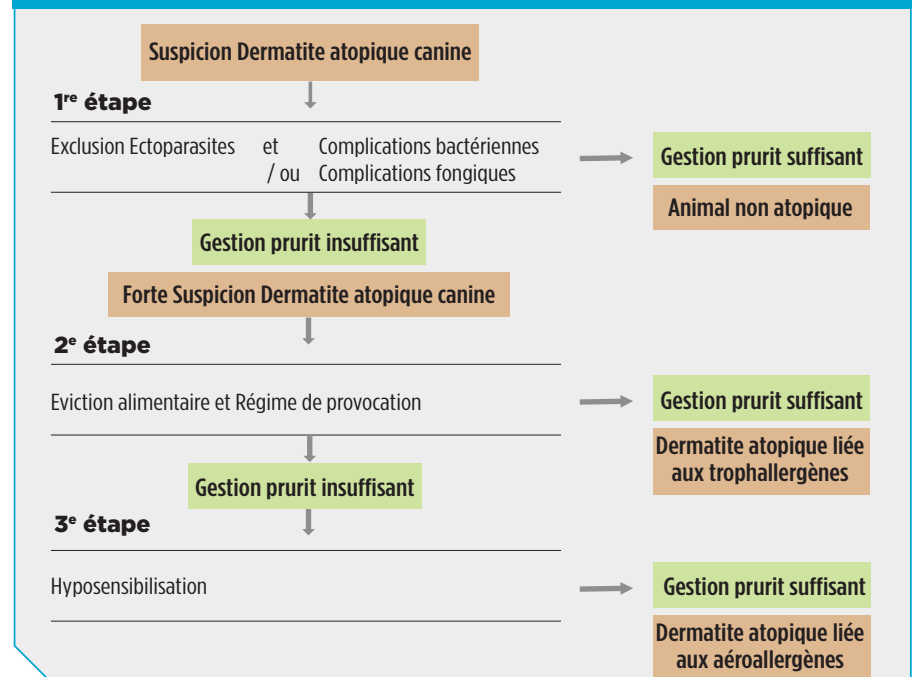 Suspicion Dermatite atopique canine
1re étape
Exclusion Ectoparasites et Complications bactériennes
/ ou Complications fongiques
Gestion prurit suffisant
Animal non atopique
Gestion prurit insuffisant
Forte Suspicion Dermatite atopique canine
2e étape
Eviction alimentaire et Régime de provocation
Gestion prurit suffisant
Dermatite atopique liée
aux trophallergènes
Gestion prurit insuffisant
3e étape
Hyposensibilisation
Gestion prurit suffisant
Dermatite atopique liée
aux aéroallergènes